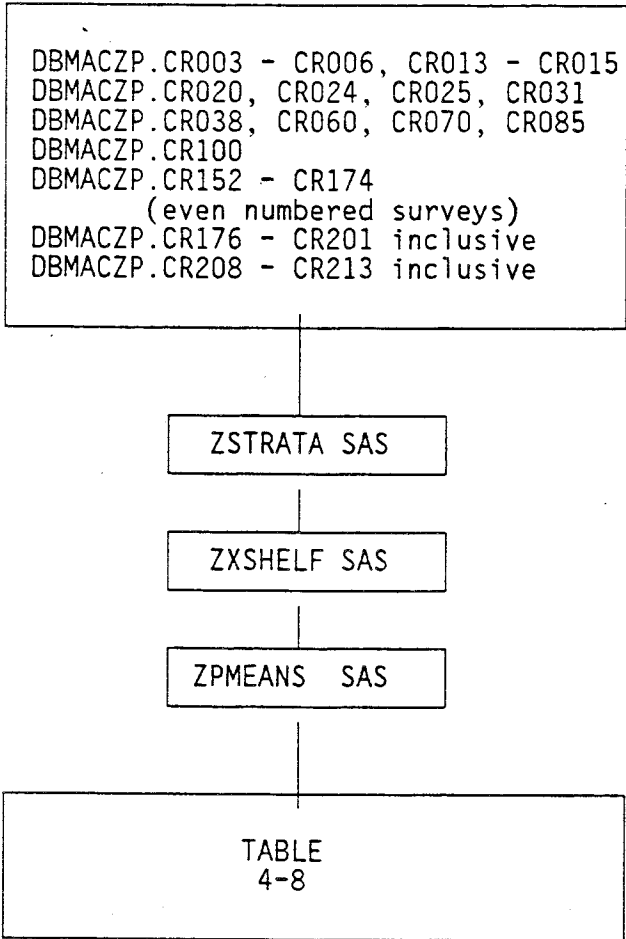 DBMACZP.CR003 - CR006, CR013 - CR015
DBMACZP.CR020, CR024, CR025, CR031
DBMACZP.CR038, CR060, CR070, CR085
DBMACZP.CR100
DBMACZP.CR152 - CR174
(even numbered surveys)
DBMACZP.CR176 - CR201 inclusive
DBMACZP.CR208 - CR213 inclusive
ZSTRATA SAS
ZXSHELF SAS
ZPMEANS SAS
TABLE
4-8